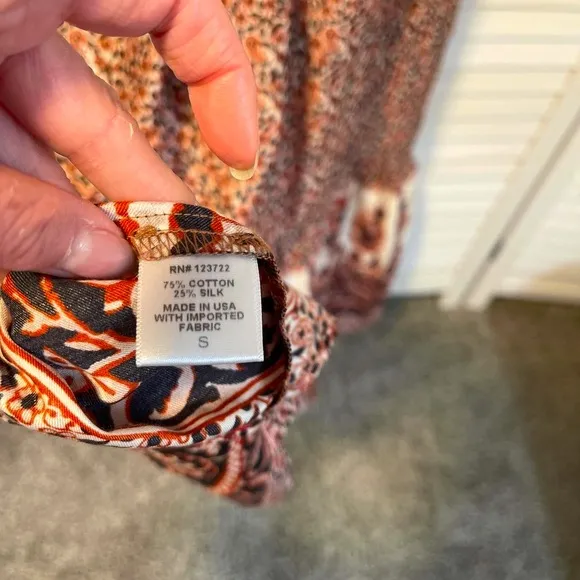 RN# 123722
75% COTTON
25% SILK
MADE IN USA
WITH IMPORTED
FABRIC
S